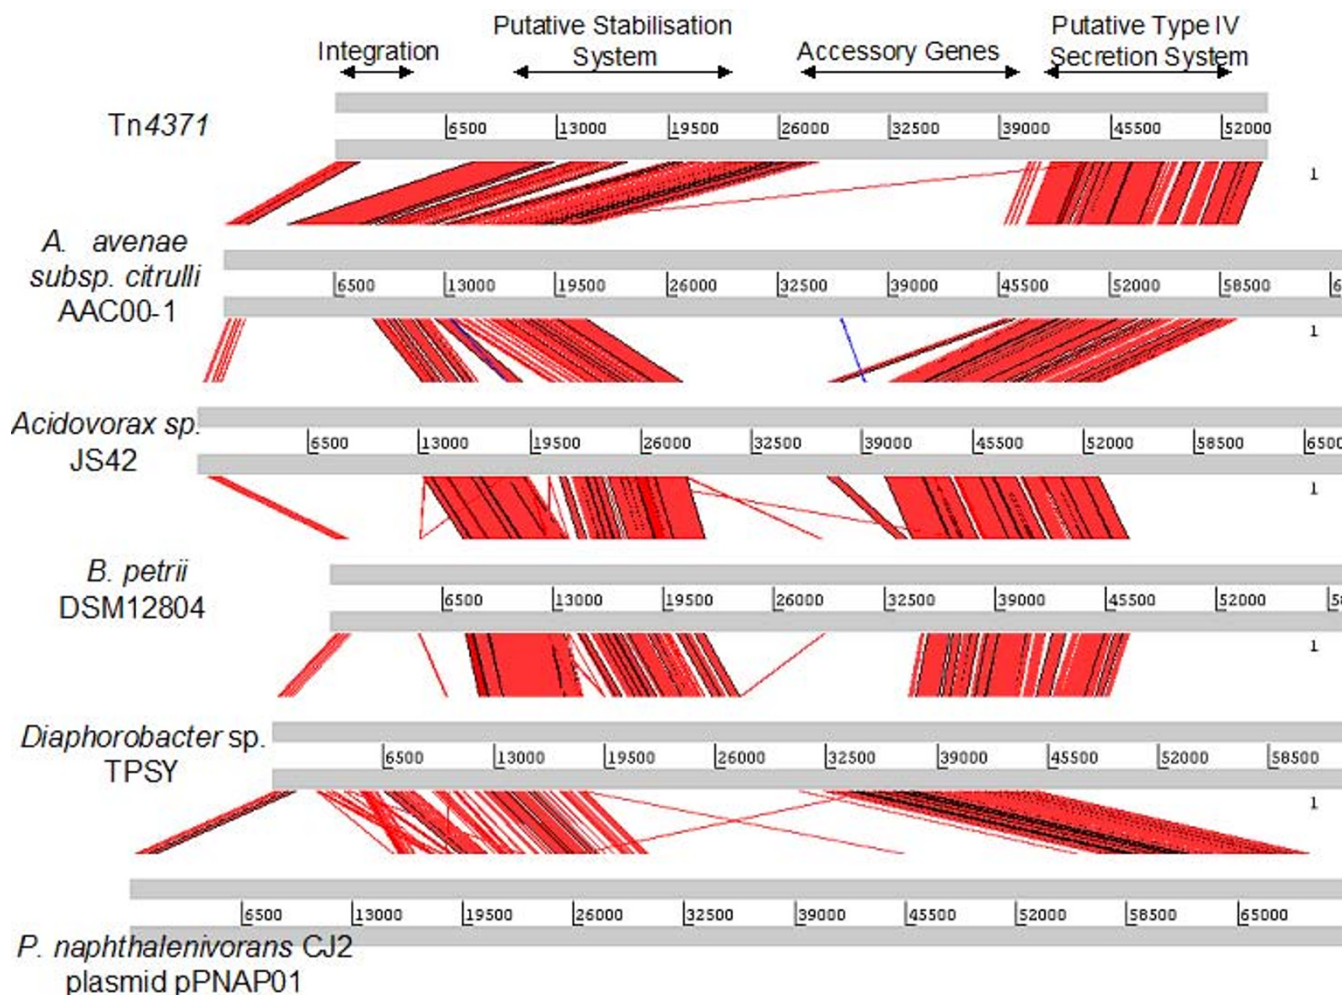 Integration
Putative Stabilisation
System
Accessory Genes
Putative Type IV
Secretion System
Tn4371
6500 13000 19500 26000 32500 39000 45500 52000
1
A. avenae
subsp. citrulli
AAC00-1
6500 13000 19500 26000 32500 39000 45500 52000 58500 6
1
Acidovorax sp.
JS42
6500 13000 19500 26000 32500 39000 45500 52000 58500 6500
1
B. petrii
DSM12804
6500 13000 19500 26000 32500 39000 45500 52000 58
1
Diaphorobacter sp.
TPSY
6500 13000 19500 26000 32500 39000 45500 52000 58500
1
6500 13000 19500 26000 32500 39000 45500 52000 58500 65000
P. naphthalenivorans CJ2
plasmid pPNAP01